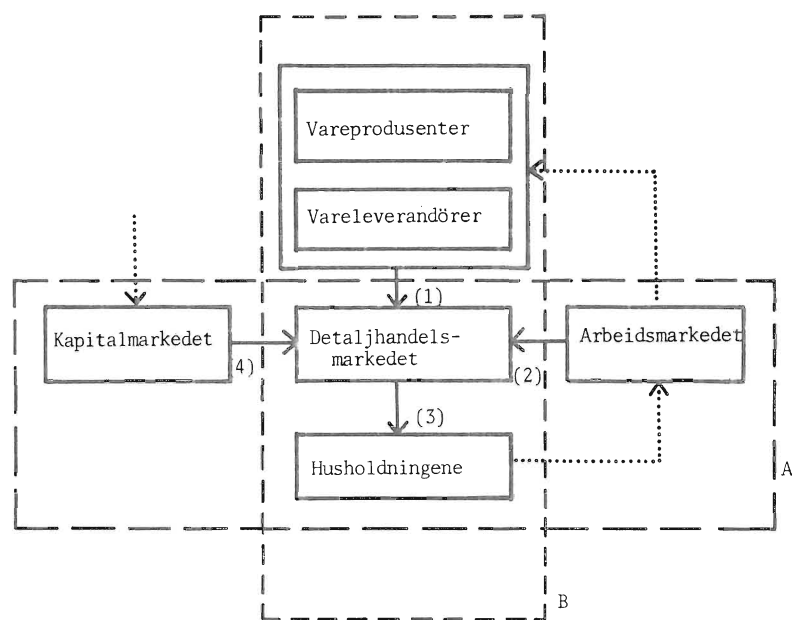 Vareprodusenter
Vareleverandörer
(1)
Kapitalmarkedet
4)
Detaljhandels-
markedet
(2)
Arbeidsmarkedet
(3)
Husholdningene
A
B